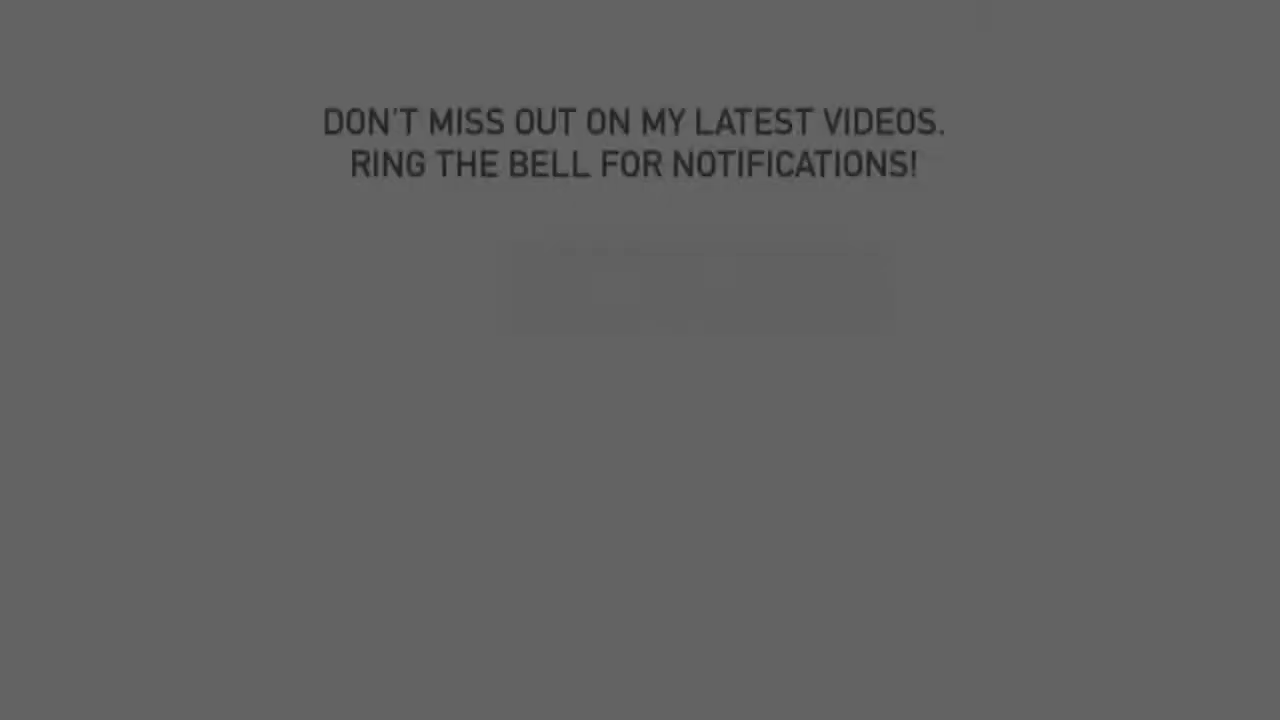 DON'T MISS OUT ON MY LATEST VIDEOS.
RING THE BELL FOR NOTIFICATIONS!